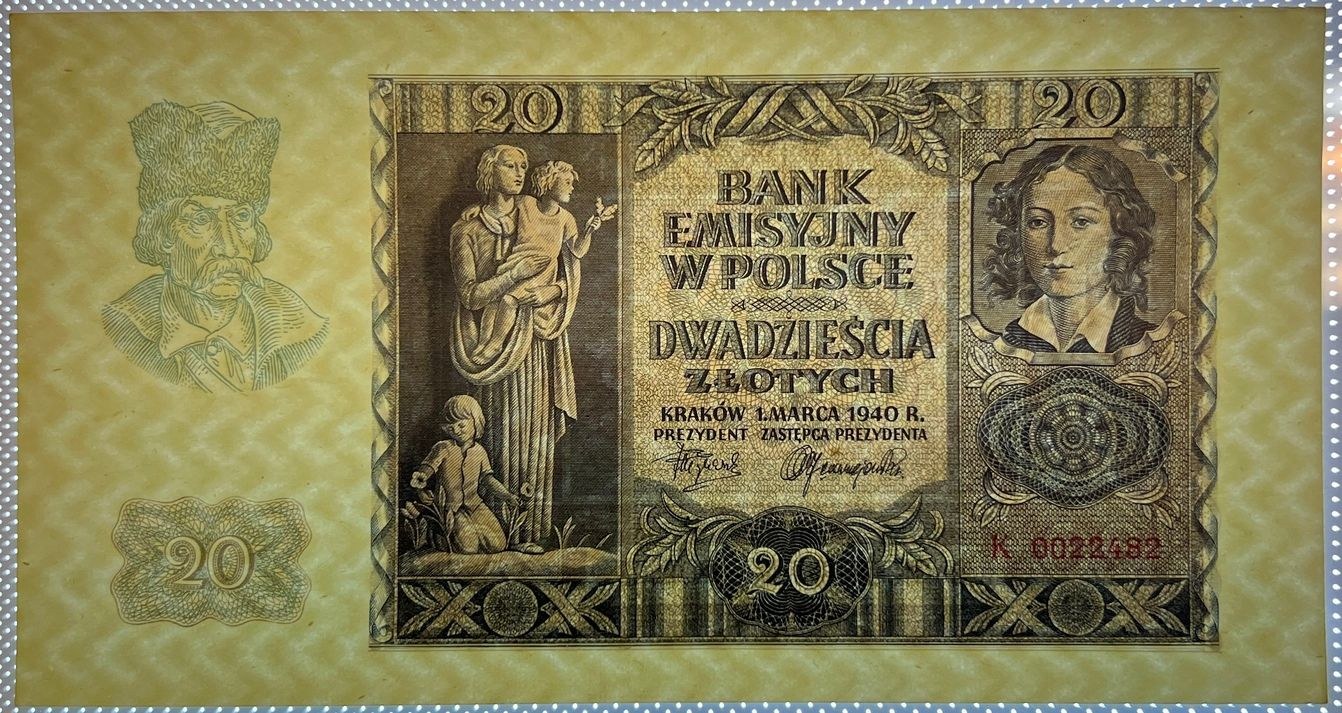 20
20
BANK
EMISYJNY
W POLSCE
DWADZIEŚCIA
ZŁOTYCH
KRAKÓW 1. MARCA 1940 R.
PREZYDENT ZASTĘPCA PREZYDENTA
K 0022482
20
20